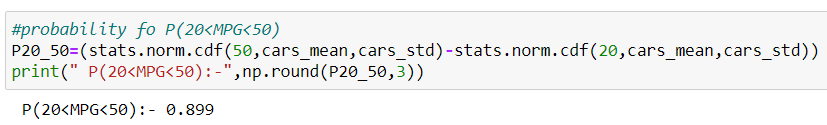 #probability fo P(20<MPG<50)
P20_50=(stats.norm.cdf(50,cars_mean,cars_std)-stats.norm.cdf(20,cars_mean,cars_std))
print(" P(20<MPG<50):-",np.round(P20_50,3))
P(20<MPG<50):- 0.899